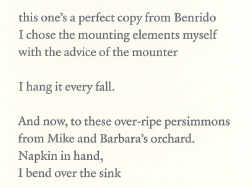 this one's a perfect copy from Benrido
I chose the mounting elements myself
with the advice of the mounter

I hang it every fall.

And now, to these over-ripe persimmons
from Mike and Barbara's orchard.
Napkin in hand,
I bend over the sink